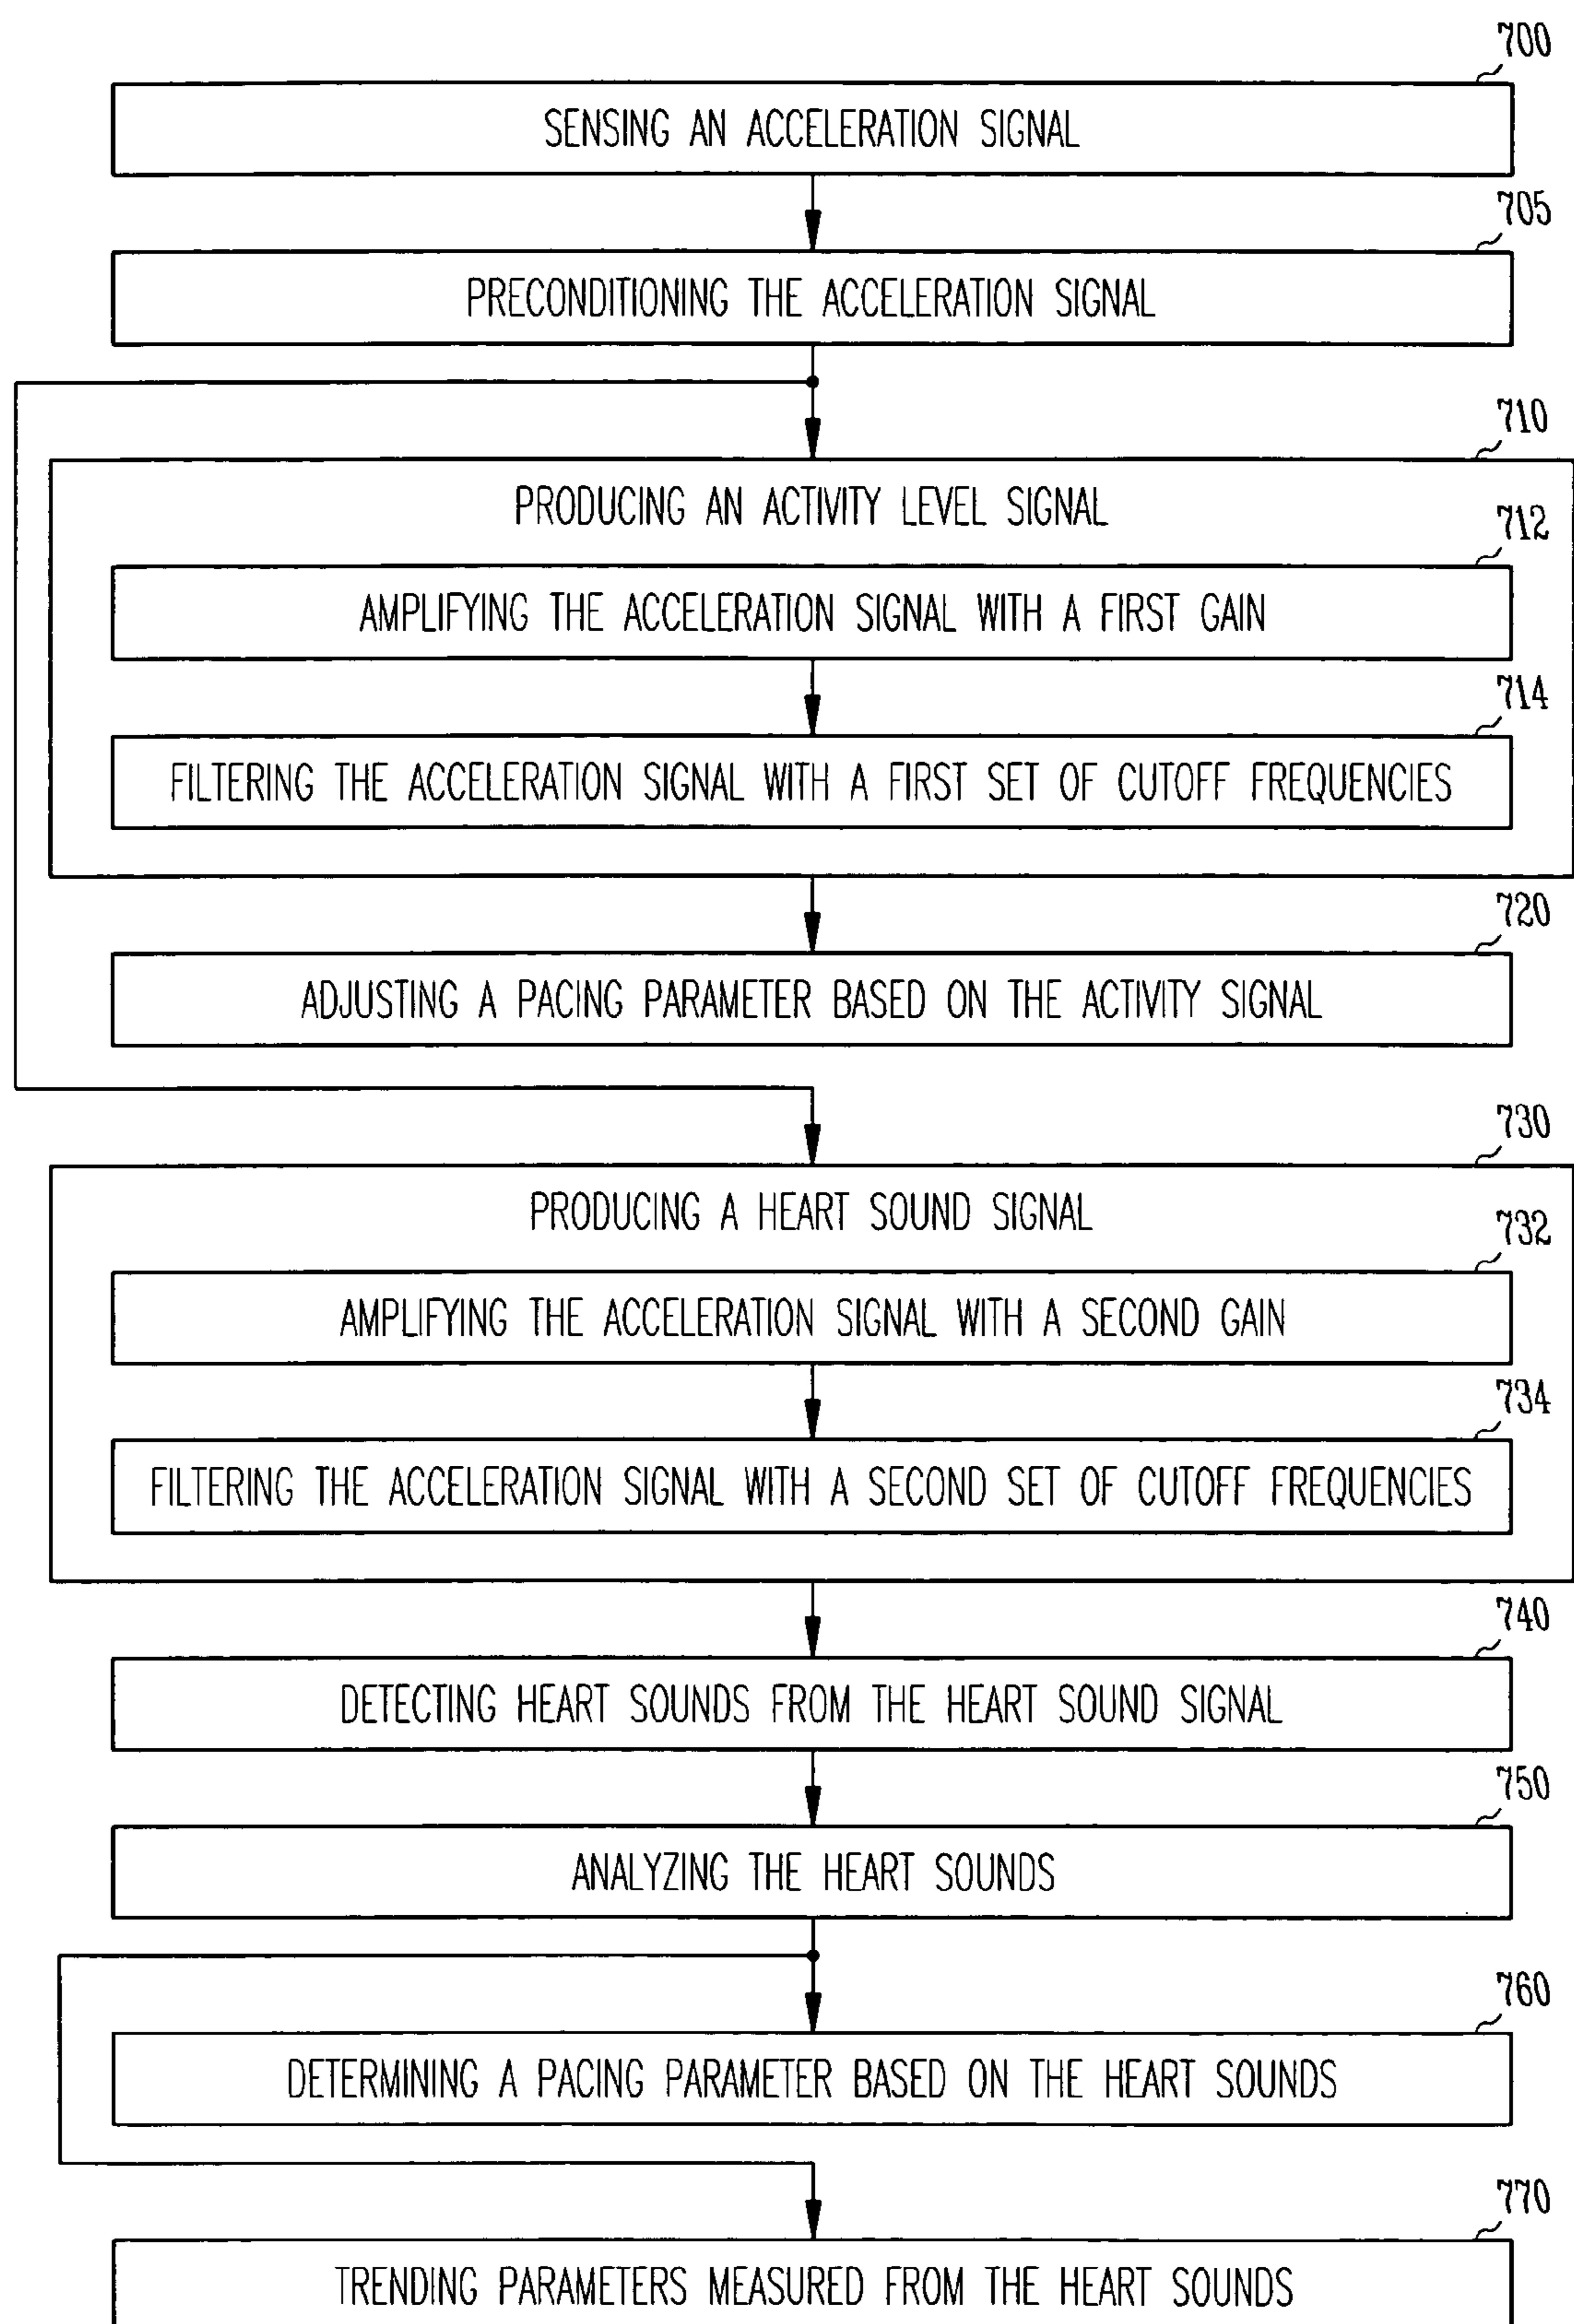 700
SENSING AN ACCELERATION SIGNAL
705
PRECONDITIONING THE ACCELERATION SIGNAL
710
PRODUCING AN ACTIVITY LEVEL SIGNAL
712
AMPLIFYING THE ACCELERATION SIGNAL WITH A FIRST GAIN
714
FILTERING THE ACCELERATION SIGNAL WITH A FIRST SET OF CUTOFF FREQUENCIES
720
ADJUSTING A PACING PARAMETER BASED ON THE ACTIVITY SIGNAL
730
PRODUCING A HEART SOUND SIGNAL
732
AMPLIFYING THE ACCELERATION SIGNAL WITH A SECOND GAIN
734
FILTERING THE ACCELERATION SIGNAL WITH A SECOND SET OF CUTOFF FREQUENCIES
740
DETECTING HEART SOUNDS FROM THE HEART SOUND SIGNAL
750
ANALYZING THE HEART SOUNDS
760
DETERMINING A PACING PARAMETER BASED ON THE HEART SOUNDS
770
TRENDING PARAMETERS MEASURED FROM THE HEART SOUNDS